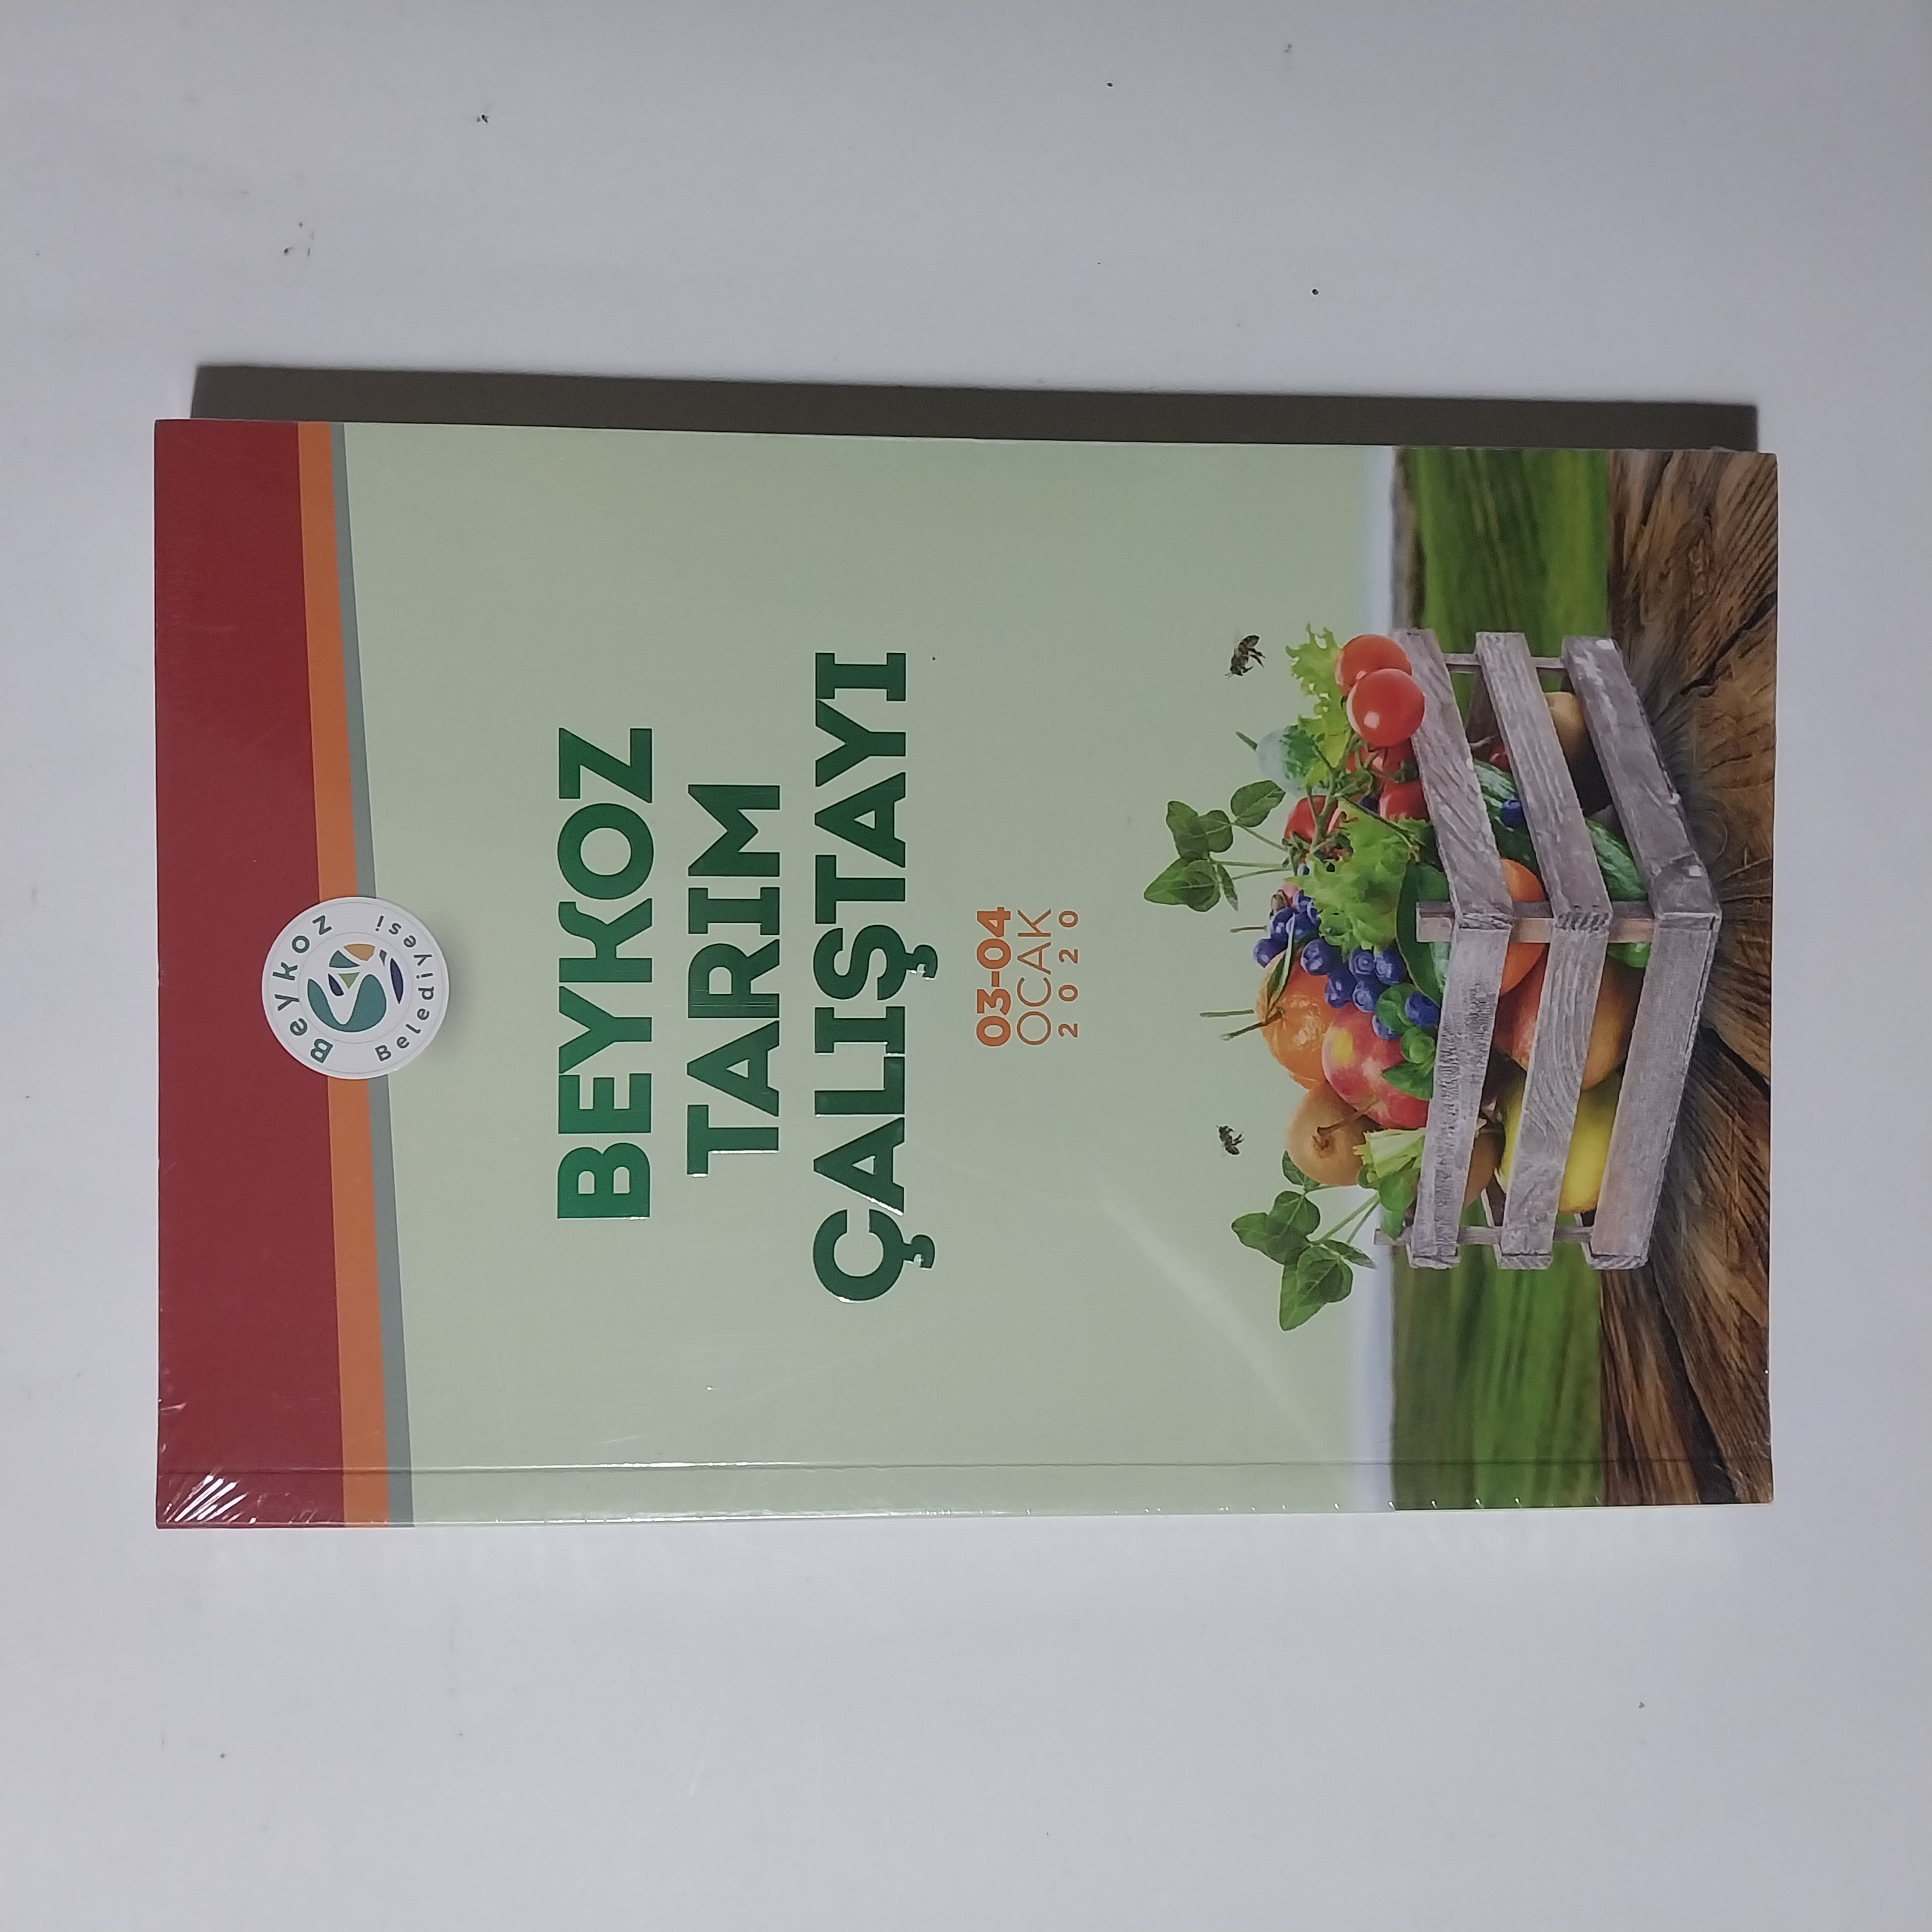 Beykoz
Belediyesi
BEYKOZ
TARIM
ÇALIŞTAYI
03-04
OCAK
2020